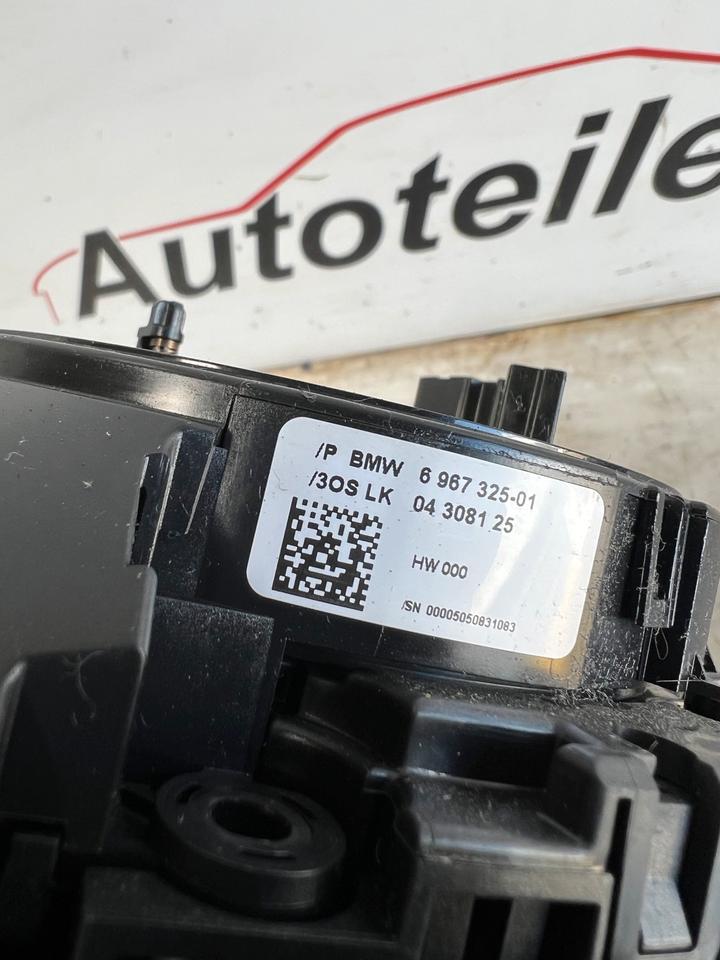 Autoteile
/P BMW 6 967 325-01
/3OS LK 04 3081 25
HW 000
/SN 00005050831083